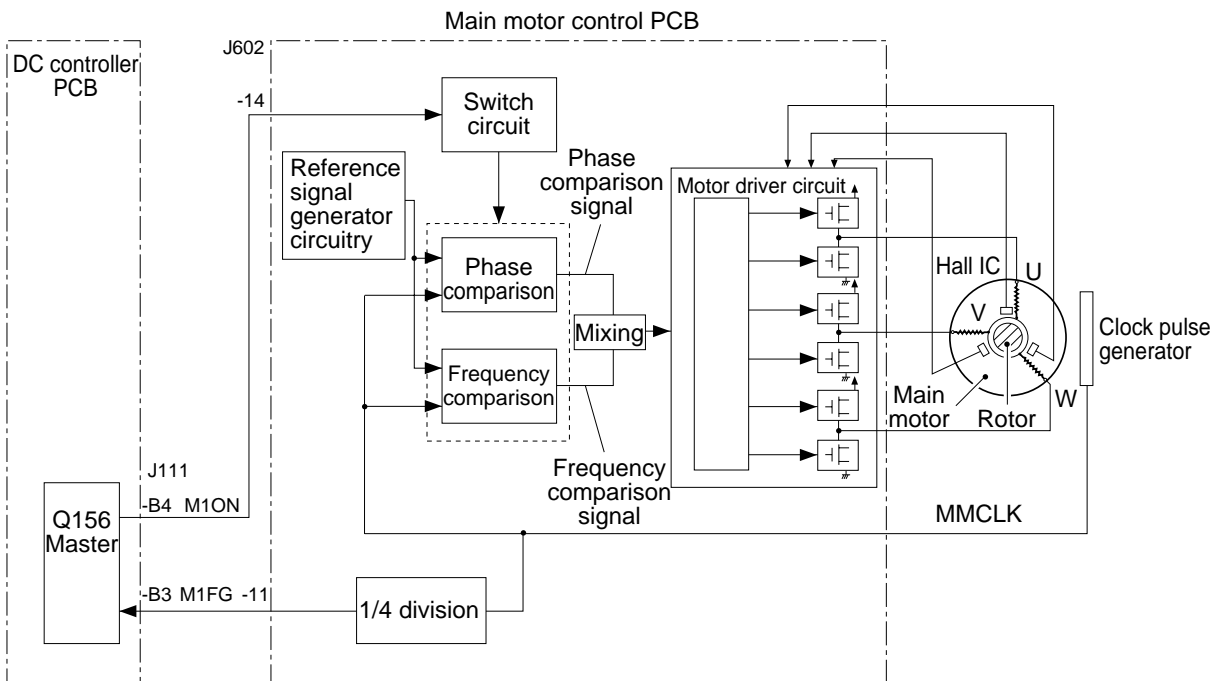 Main motor control PCB
J602
DC controller
PCB
-14
Switch
circuit
Reference
signal
generator
circuitry
Phase
comparison
signal
Motor driver circuit
Phase
comparison
Hall IC
U
V
Mixing
Clock pulse
generator
Frequency
comparison
Main
motor
Rotor
W
Frequency
comparison
signal
J111
-B4 M1ON
MMCLK
Q156
Master
-B3 M1FG -11
1/4 division